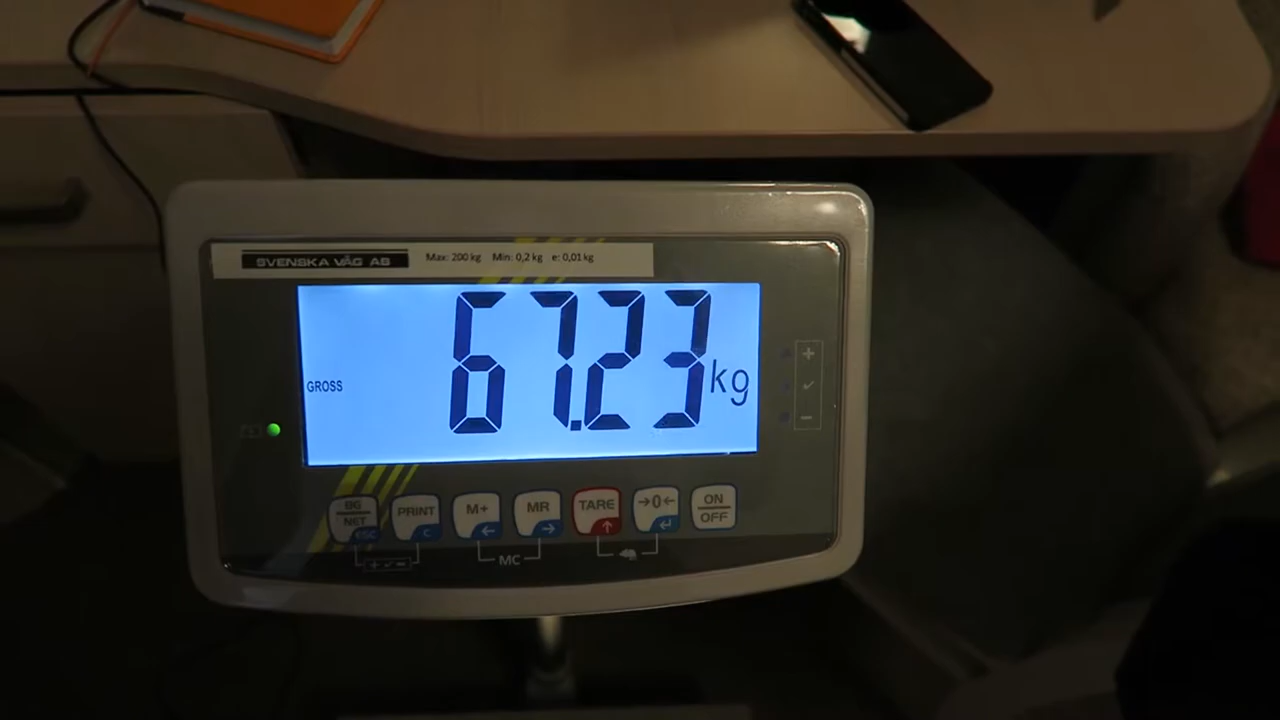 SVENSKA VÅG AB Max: 200 kg Min: 0,2 kg e: 0,01 kg
67.23 kg
GROSS
BG NET ESC
PRINT C
M+
MR
TARE
→0←
ON OFF
MC